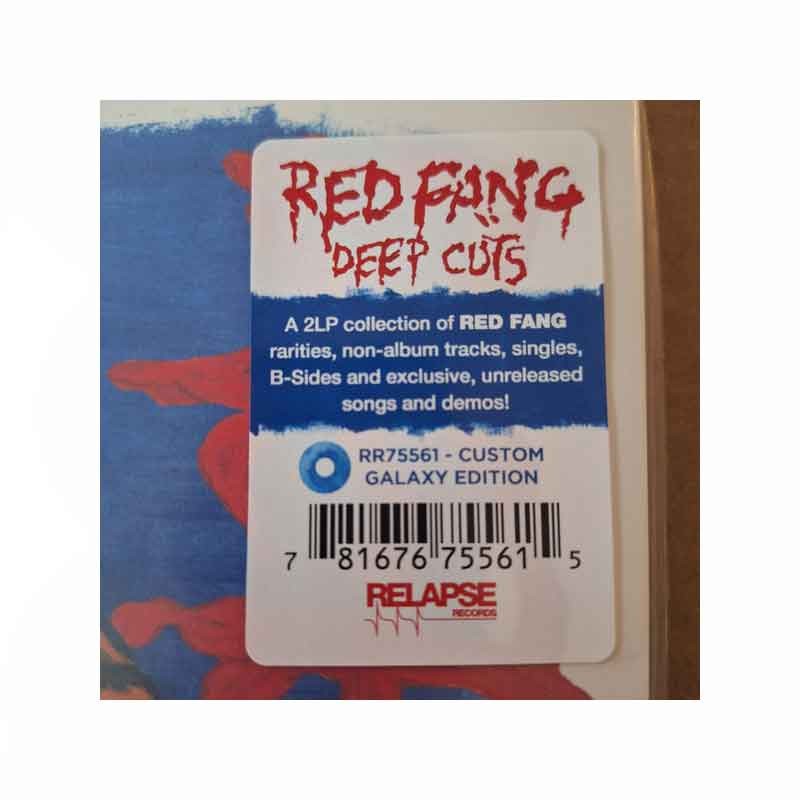 RED FANG
DEEP CÜTS
A 2LP collection of RED FANG
rarities, non-album tracks, singles,
B-Sides and exclusive, unreleased
songs and demos!
RR75561 - CUSTOM
GALAXY EDITION
7 81676 75561 5
RELAPSE
RECORDS